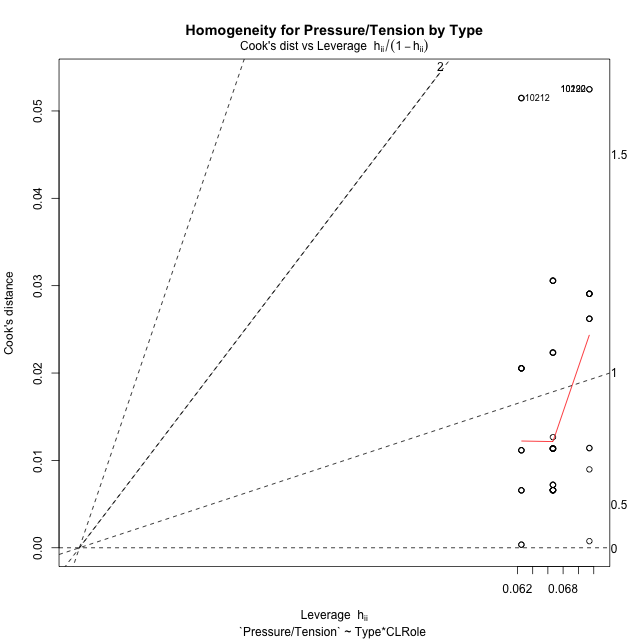 Homogeneity for Pressure/Tension by Type
Cook's dist vs Leverage hii/(1 − hii)
2
10212
0.05
1.5
0.04
0.03
Cook's distance
0.02
1
0.01
0.5
0.00
0
0.062
0.068
Leverage hii
`Pressure/Tension` ~ Type*CLRole